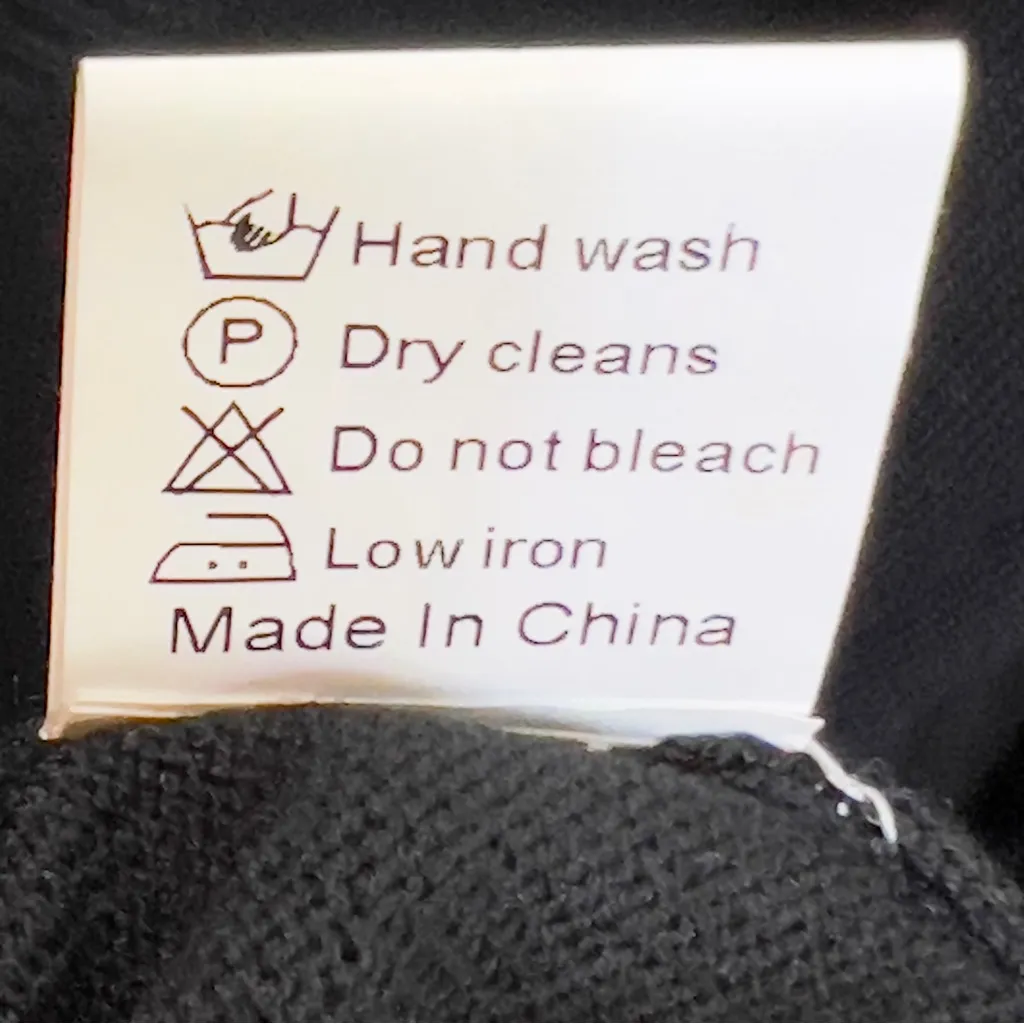 Hand wash
P Dry cleans
Do not bleach
Low iron
Made In China